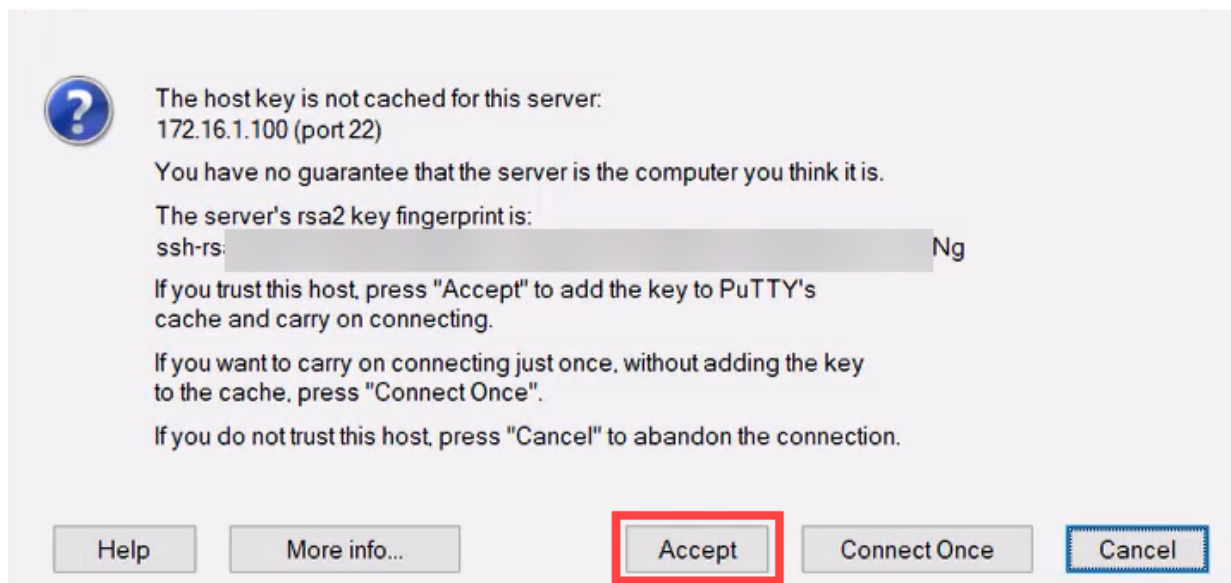 The host key is not cached for this server:
172.16.1.100 (port 22)
You have no guarantee that the server is the computer you think it is.
The server's rsa2 key fingerprint is:
Ng
If you trust this host, press "Accept" to add the key to PuTTY's
cache and carry on connecting.
If you want to carry on connecting just once, without adding the key
to the cache, press "Connect Once".
If you do not trust this host, press "Cancel" to abandon the connection.
Help More info... Accept Connect Once Cancel